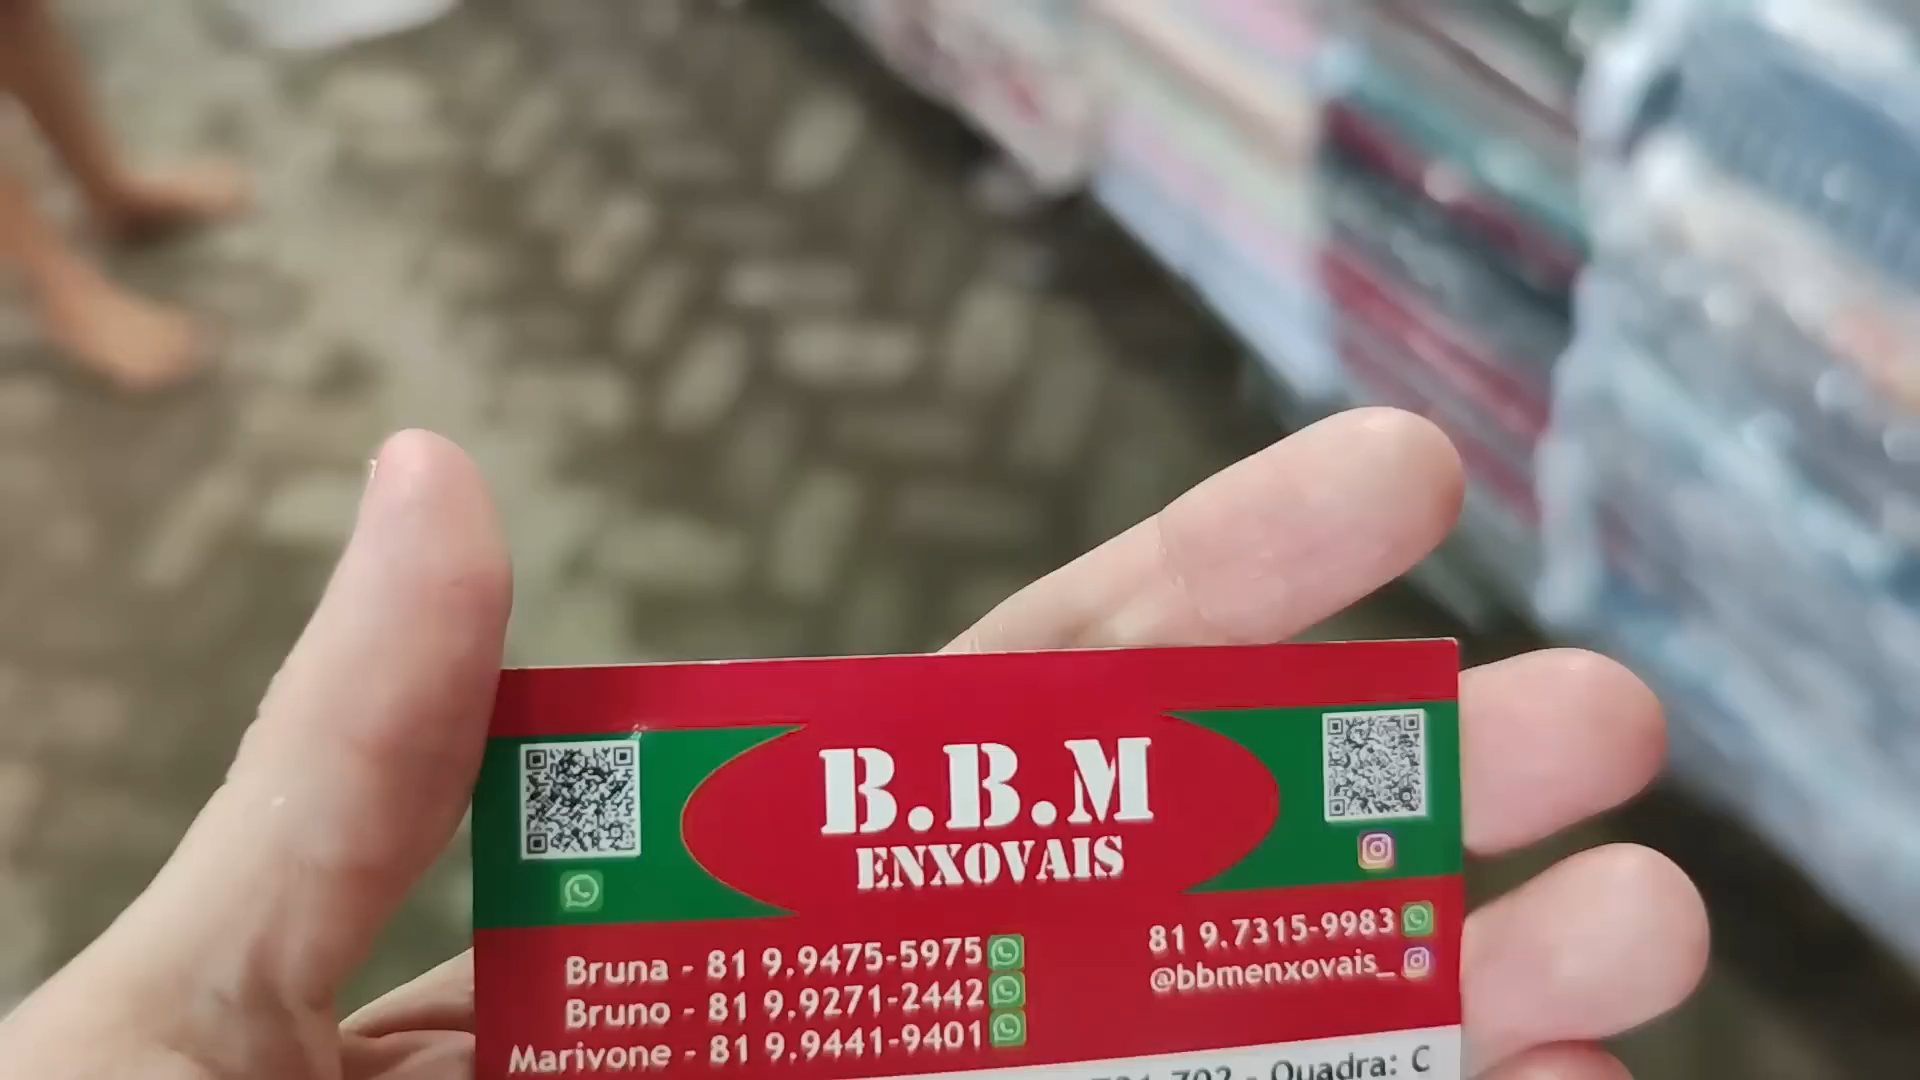 B.B.M
ENXOVAIS
Bruna - 81 9.9475-5975
Bruno - 81 9.9271-2442
Marivone - 81 9.9441-9401
81 9.7315-9983
@bbmenxovais_
702 - Quadra: C